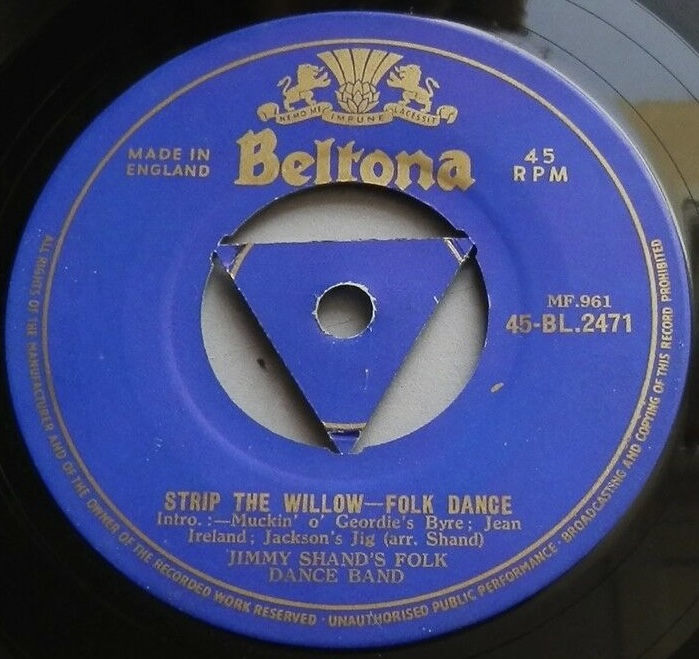 NEMO ME IMPUNE LACESSIT
MADE IN
ENGLAND
Beltona
45
RPM
MF.961
45-BL.2471
STRIP THE WILLOW—FOLK DANCE
Intro.:—Muckin' o' Geordie's Byre; Jean
Ireland; Jackson's Jig (arr. Shand)
JIMMY SHAND'S FOLK
DANCE BAND
ALL RIGHTS OF THE MANUFACTURER AND OF THE OWNER OF THE RECORDED WORK RESERVED · UNAUTHORISED PUBLIC PERFORMANCE · BROADCASTING AND COPYING OF THIS RECORD PROHIBITED